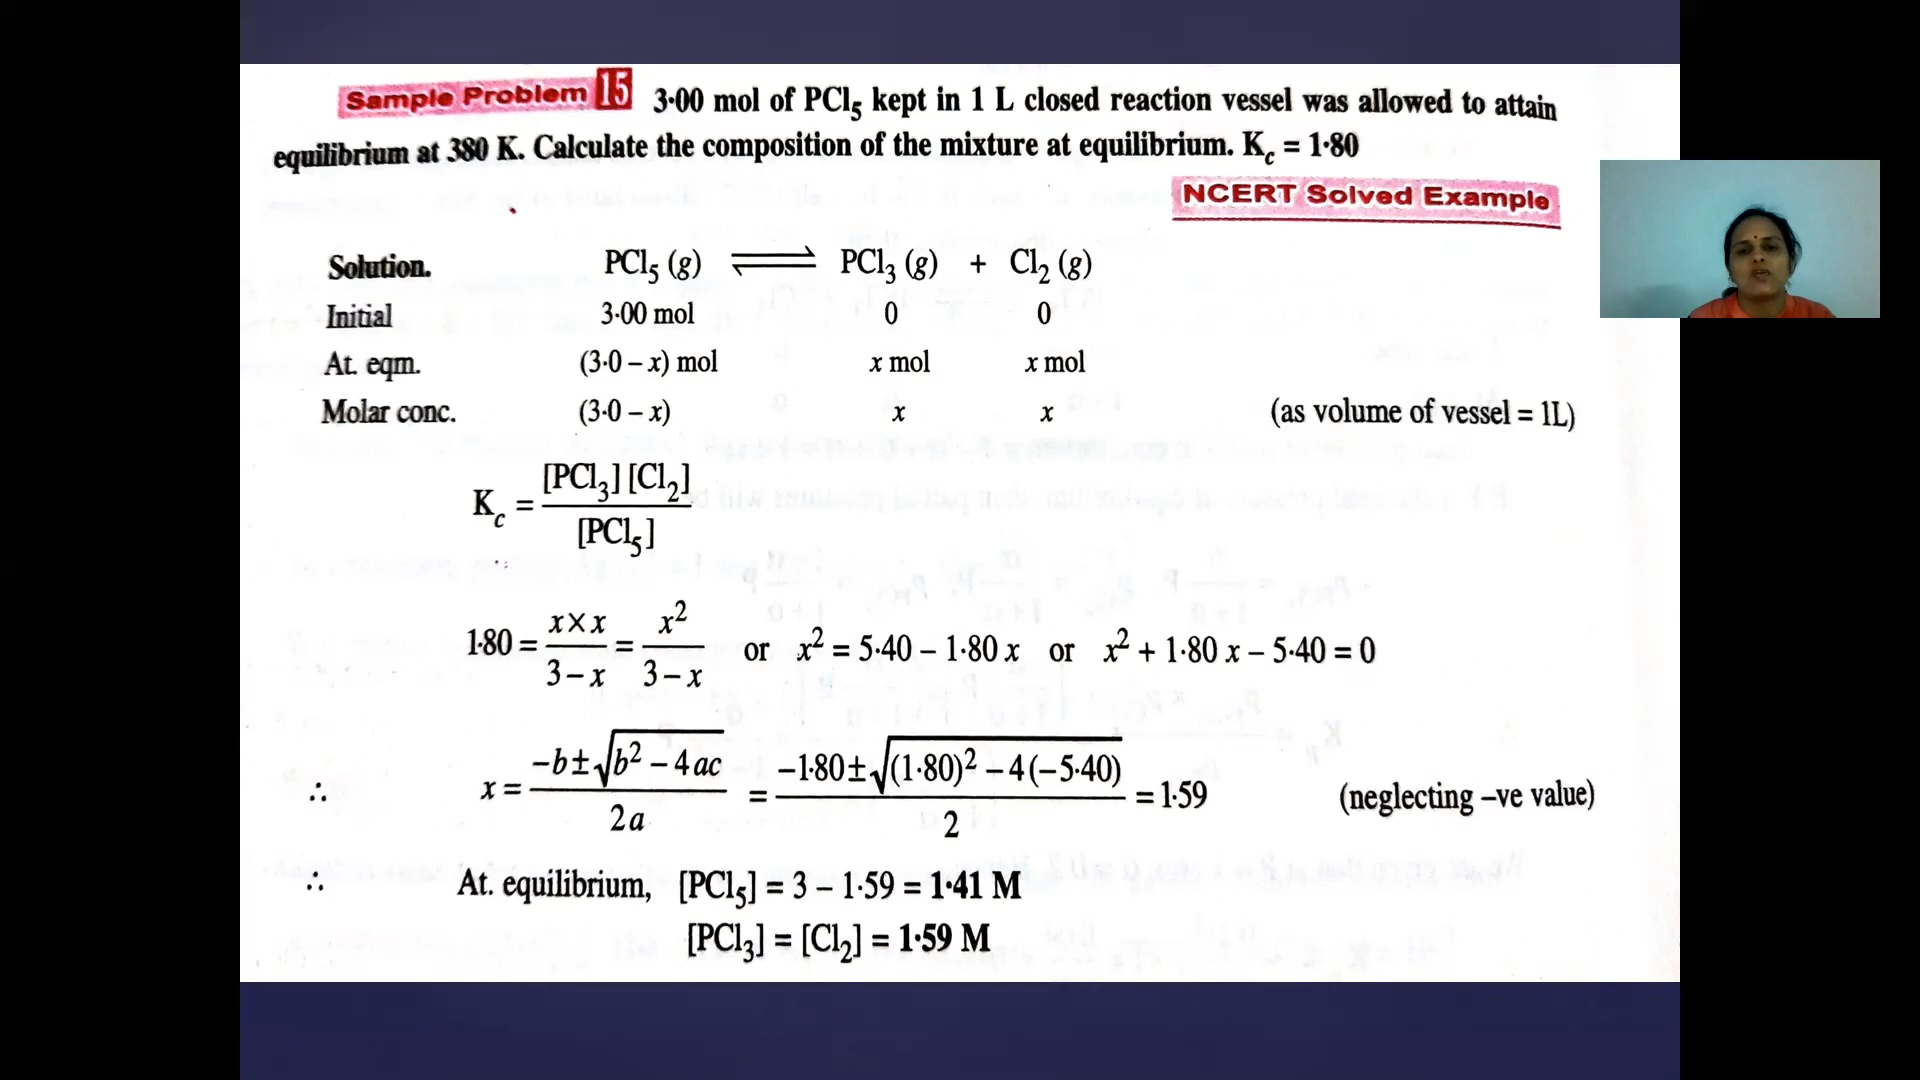 Sample Problem 15 3·00 mol of PCl₅ kept in 1 L closed reaction vessel was allowed to attain
equilibrium at 380 K. Calculate the composition of the mixture at equilibrium. K_c = 1·80
NCERT Solved Example
Solution. PCl₅ (g) ⇌ PCl₃ (g) + Cl₂ (g)
Initial 3·00 mol 0 0
At. eqm. (3·0 – x) mol x mol x mol
Molar conc. (3·0 – x) x x (as volume of vessel = 1L)
K_c = [PCl₃] [Cl₂] / [PCl₅]
1·80 = x × x / 3 – x = x² / 3 – x or x² = 5·40 – 1·80 x or x² + 1·80 x – 5·40 = 0
∴ x = –b ± √(b² – 4ac) / 2a = –1·80 ± √((1·80)² – 4 (–5·40)) / 2 = 1·59 (neglecting –ve value)
∴ At. equilibrium, [PCl₅] = 3 – 1·59 = 1·41 M
[PCl₃] = [Cl₂] = 1·59 M